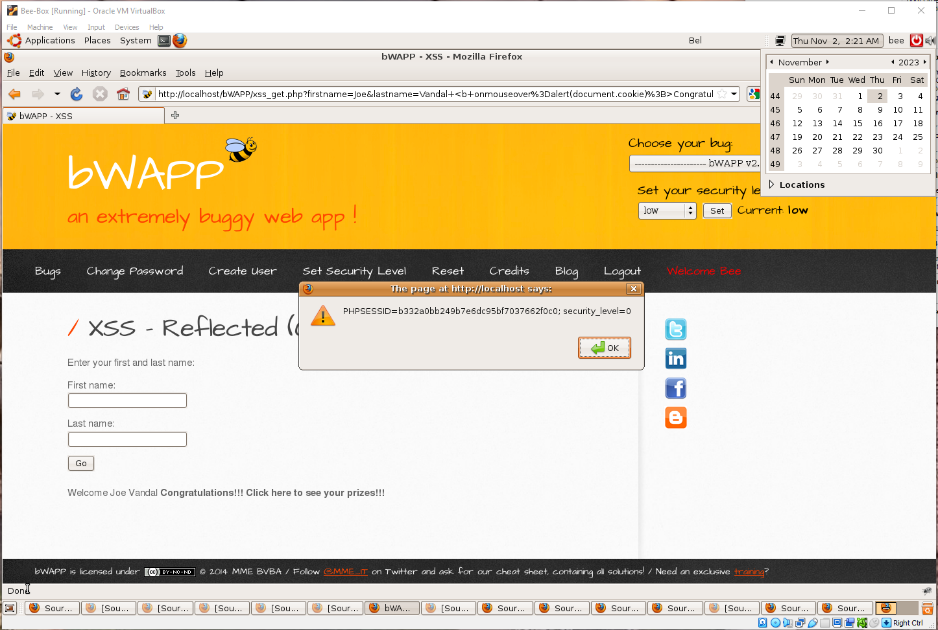 Bee-Box [Running] - Oracle VM VirtualBox
File Machine View Input Devices Help
Applications Places System
Bel
Thu Nov 2, 2:21 AM bee
bWAPP - XSS - Mozilla Firefox
File Edit View History Bookmarks Tools Help
http://localhost/bWAPP/xss_get.php?firstname=Joe&lastname=Vandal+<b+onmouseover%3Dalert(document.cookie)%3B>Congratul
bWAPP - XSS
November 2023
Sun Mon Tue Wed Thu Fri Sat
44 29 30 31 1 2 3 4
45 5 6 7 8 9 10 11
46 12 13 14 15 16 17 18
47 19 20 21 22 23 24 25
48 26 27 28 29 30 1 2
49 3 4 5 6 7 8 9
Locations
bWAPP
an extremely buggy web app !
Choose your bug:
------------------------ bWAPP v2.
Set your security le
low Set Current low
Bugs Change Password Create User Set Security Level Reset Credits Blog Logout Welcome Bee
The page at http://localhost says:
PHPSESSID=b332a0bb249b7e6dc95bf7037662f0c0; security_level=0
OK
/ XSS - Reflected (
Enter your first and last name:
First name:
Last name:
Go
Welcome Joe Vandal Congratulations!!! Click here to see your prizes!!!
bWAPP is licensed under (cc) BY-NC-ND © 2014 MME BVBA / Follow @MME_IT on Twitter and ask for our cheat sheet, containing all solutions! / Need an exclusive training?
Done
Sour... [Sou... [Sour... [Sour... [Sou... [Sour... bWA... [Sou... Sour... Sour... Sour... Sour... [Sou... Sour... Sour...
Right Ctrl